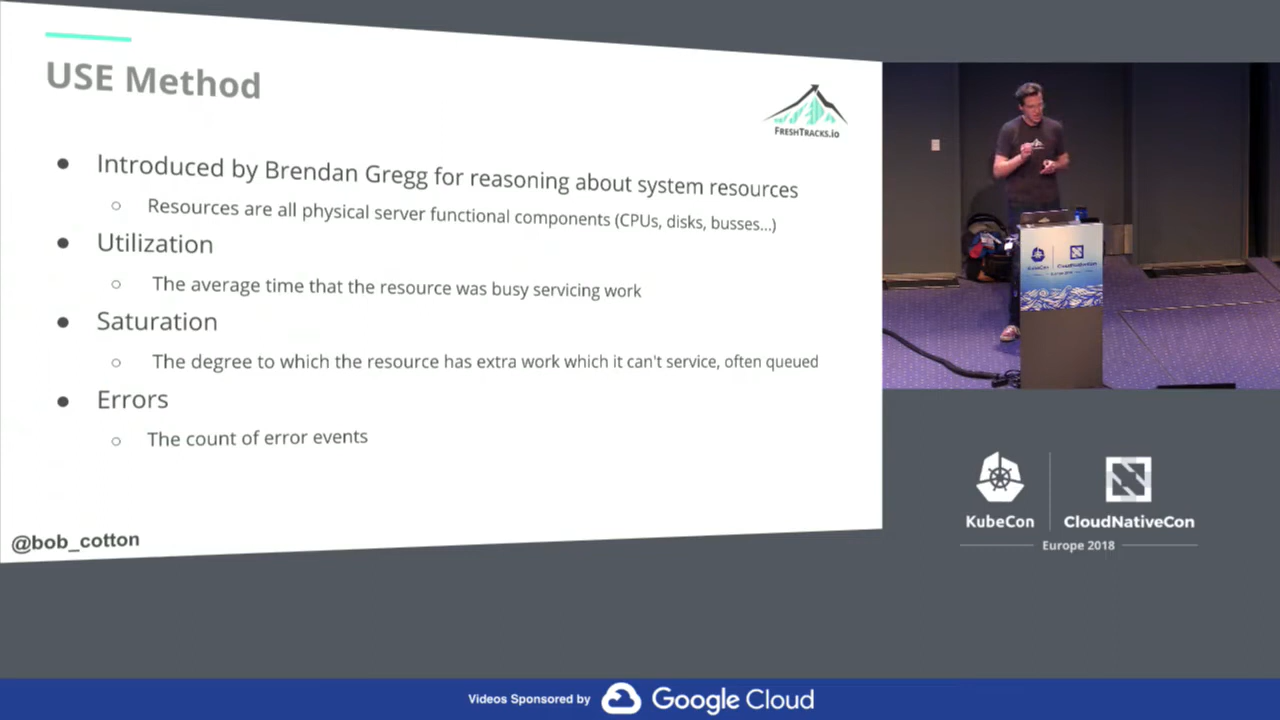 USE Method
FRESHTRACKS.io
● Introduced by Brendan Gregg for reasoning about system resources
○ Resources are all physical server functional components (CPUs, disks, busses...)
● Utilization
○ The average time that the resource was busy servicing work
● Saturation
○ The degree to which the resource has extra work which it can't service, often queued
● Errors
○ The count of error events
@bob_cotton
KubeCon
CloudNativeCon
KubeCon
CloudNativeCon
Europe 2018
Videos Sponsored by
Google Cloud